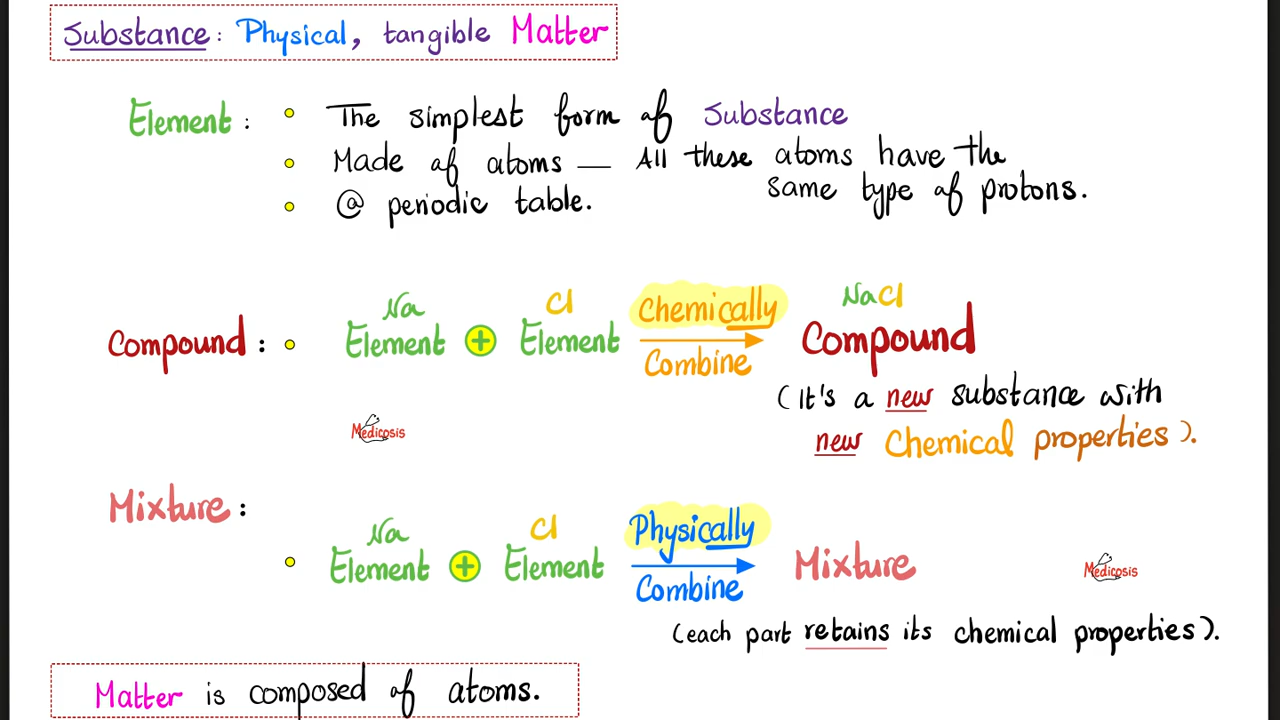 Substance: Physical, tangible Matter
Element: • The simplest form of Substance
• Made of atoms — All these atoms have the
same type of protons.
• @ periodic table.
Na Cl Chemically NaCl
Compound: • Element + Element Combine Compound
(It's a new substance with
new Chemical properties).
Medicosis
Mixture:
Na Cl Physically
• Element + Element Combine Mixture
Medicosis
(each part retains its chemical properties).
Matter is composed of atoms.